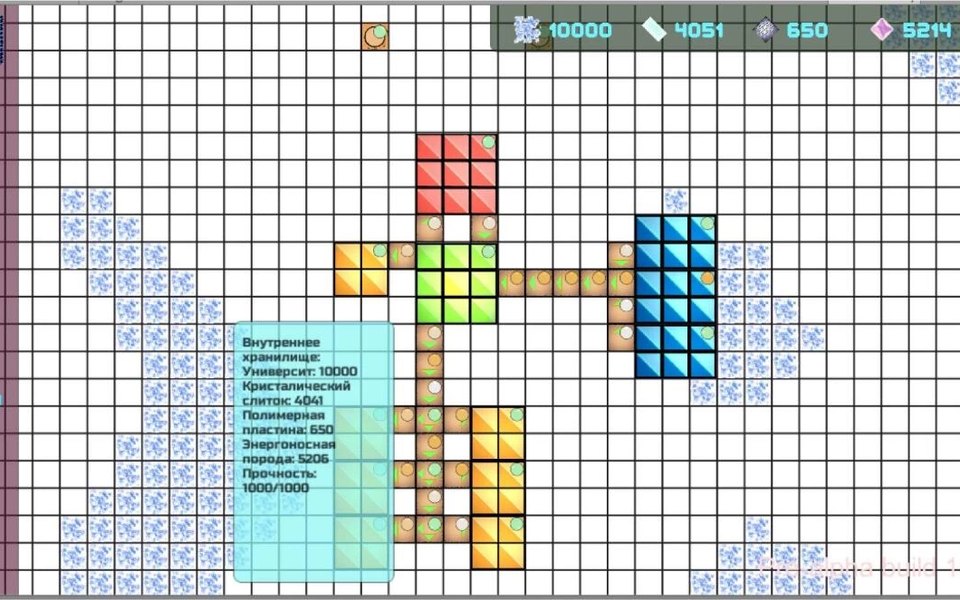 10000 4051 650 5214
Внутреннее
хранилище:
Университ: 10000
Кристалический
слиток: 4041
Полимерная
пластина: 650
Энергоносная
порода: 5206
Прочность:
1000/1000
alpha build 1